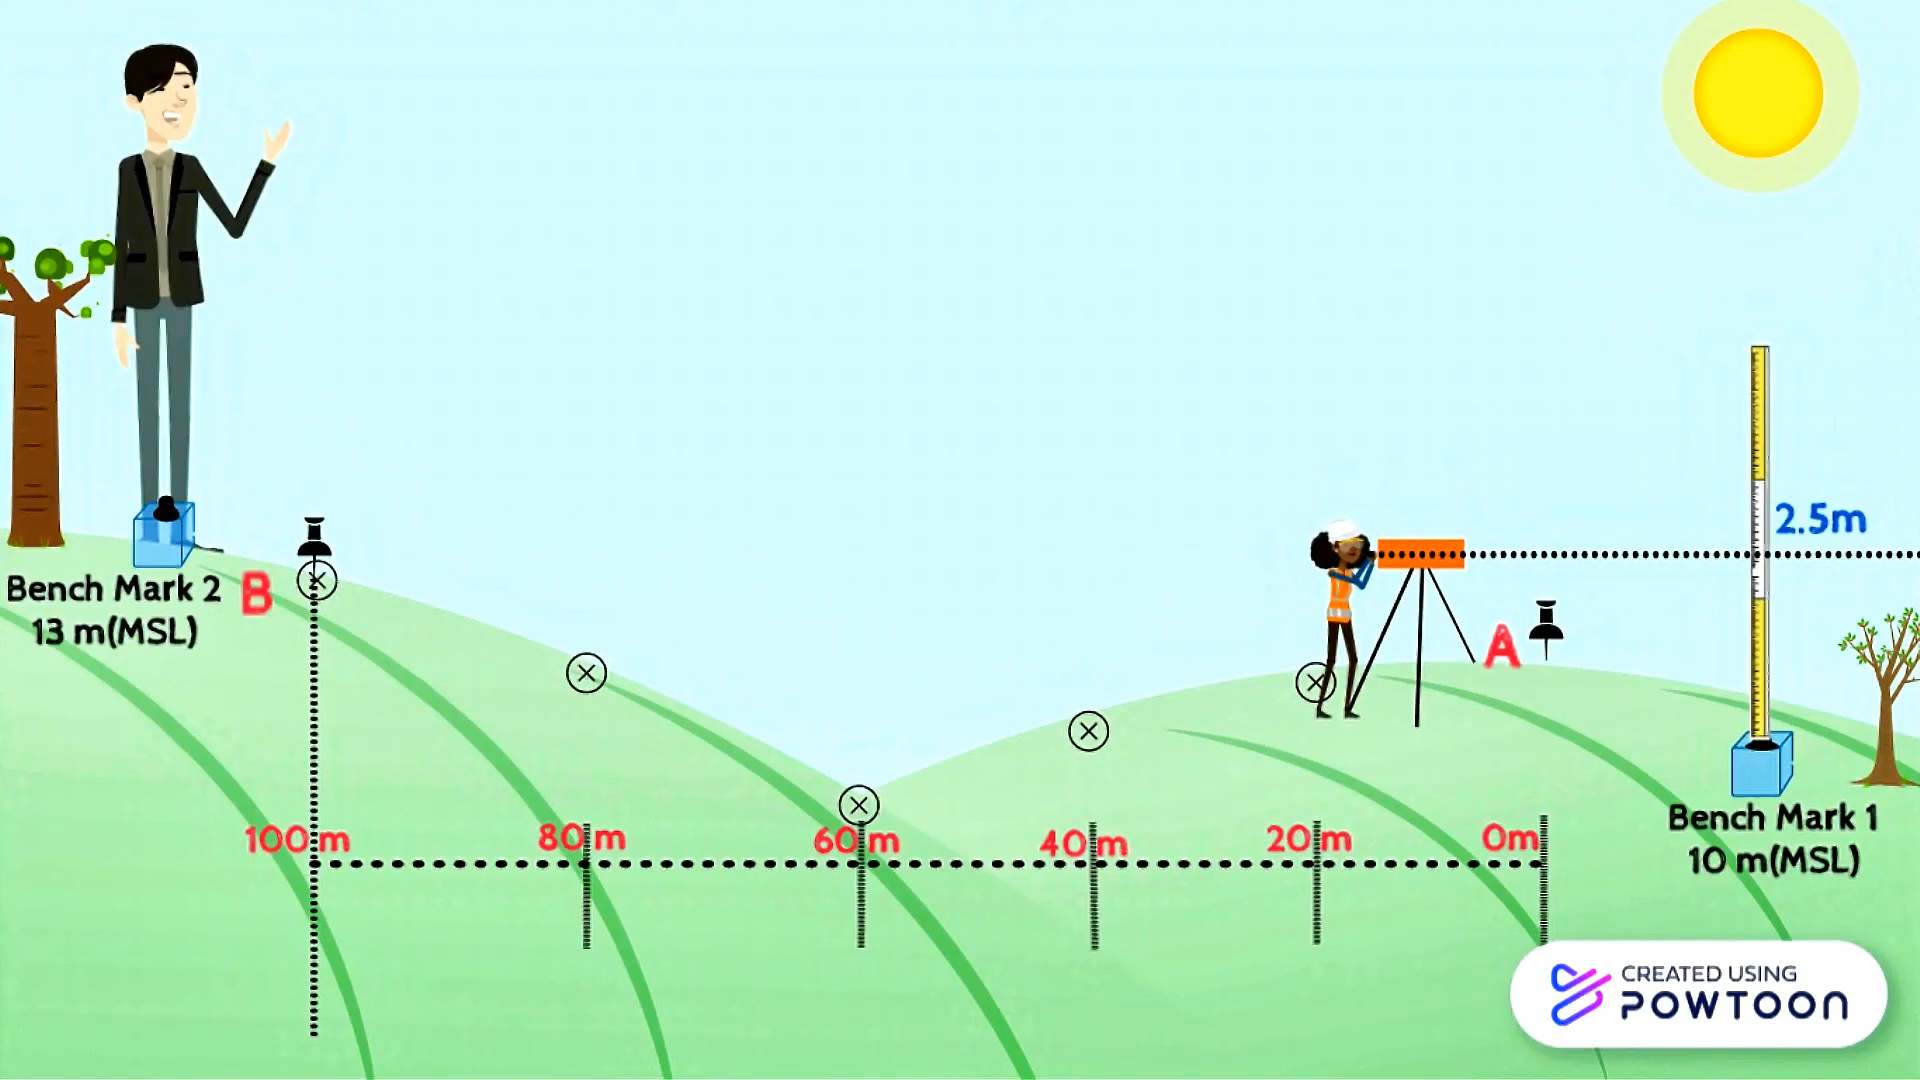 2.5m
Bench Mark 2
13 m(MSL)
B
A
100 m
80 m
60 m
40 m
20 m
0m
Bench Mark 1
10 m(MSL)
CREATED USING
POWTOON